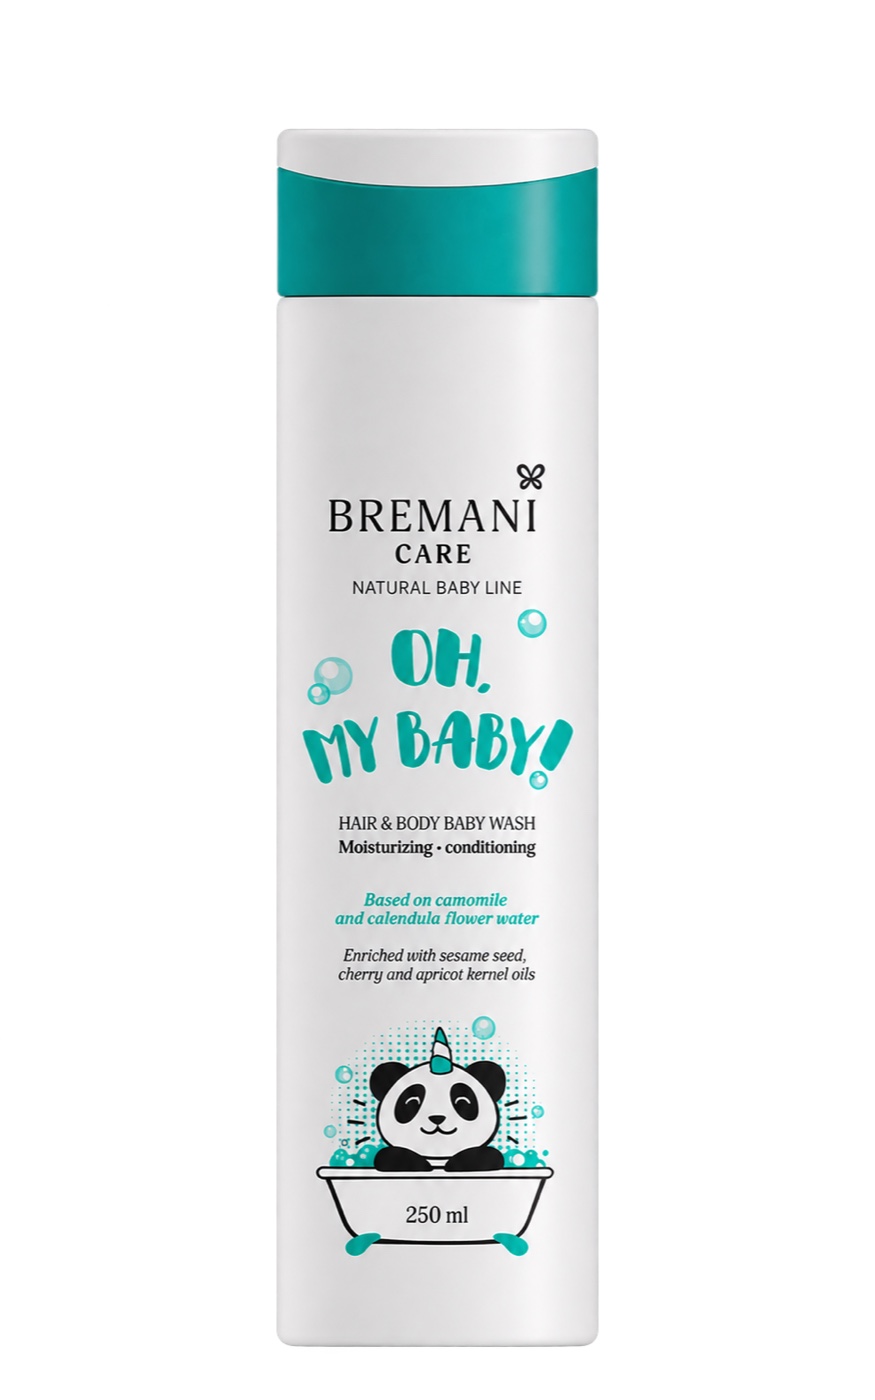 BREMANI
CARE
NATURAL BABY LINE
OH,
MY BABY!
HAIR & BODY BABY WASH
Moisturizing • conditioning
Based on camomile
and calendula flower water
Enriched with sesame seed,
cherry and apricot kernel oils
250 ml